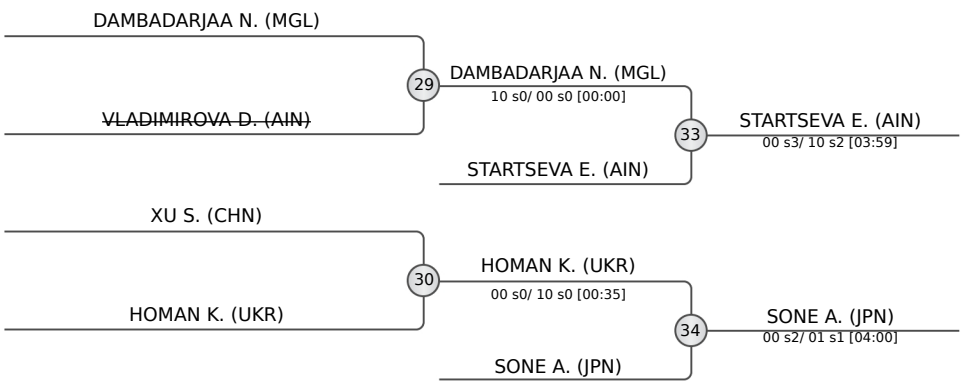 DAMBADARJAA N. (MGL)
29
VLADIMIROVA D. (AIN)
DAMBADARJAA N. (MGL)
10 s0/ 00 s0 [00:00]
33
STARTSEVA E. (AIN)
STARTSEVA E. (AIN)
00 s3/ 10 s2 [03:59]
XU S. (CHN)
30
HOMAN K. (UKR)
HOMAN K. (UKR)
00 s0/ 10 s0 [00:35]
34
SONE A. (JPN)
SONE A. (JPN)
00 s2/ 01 s1 [04:00]